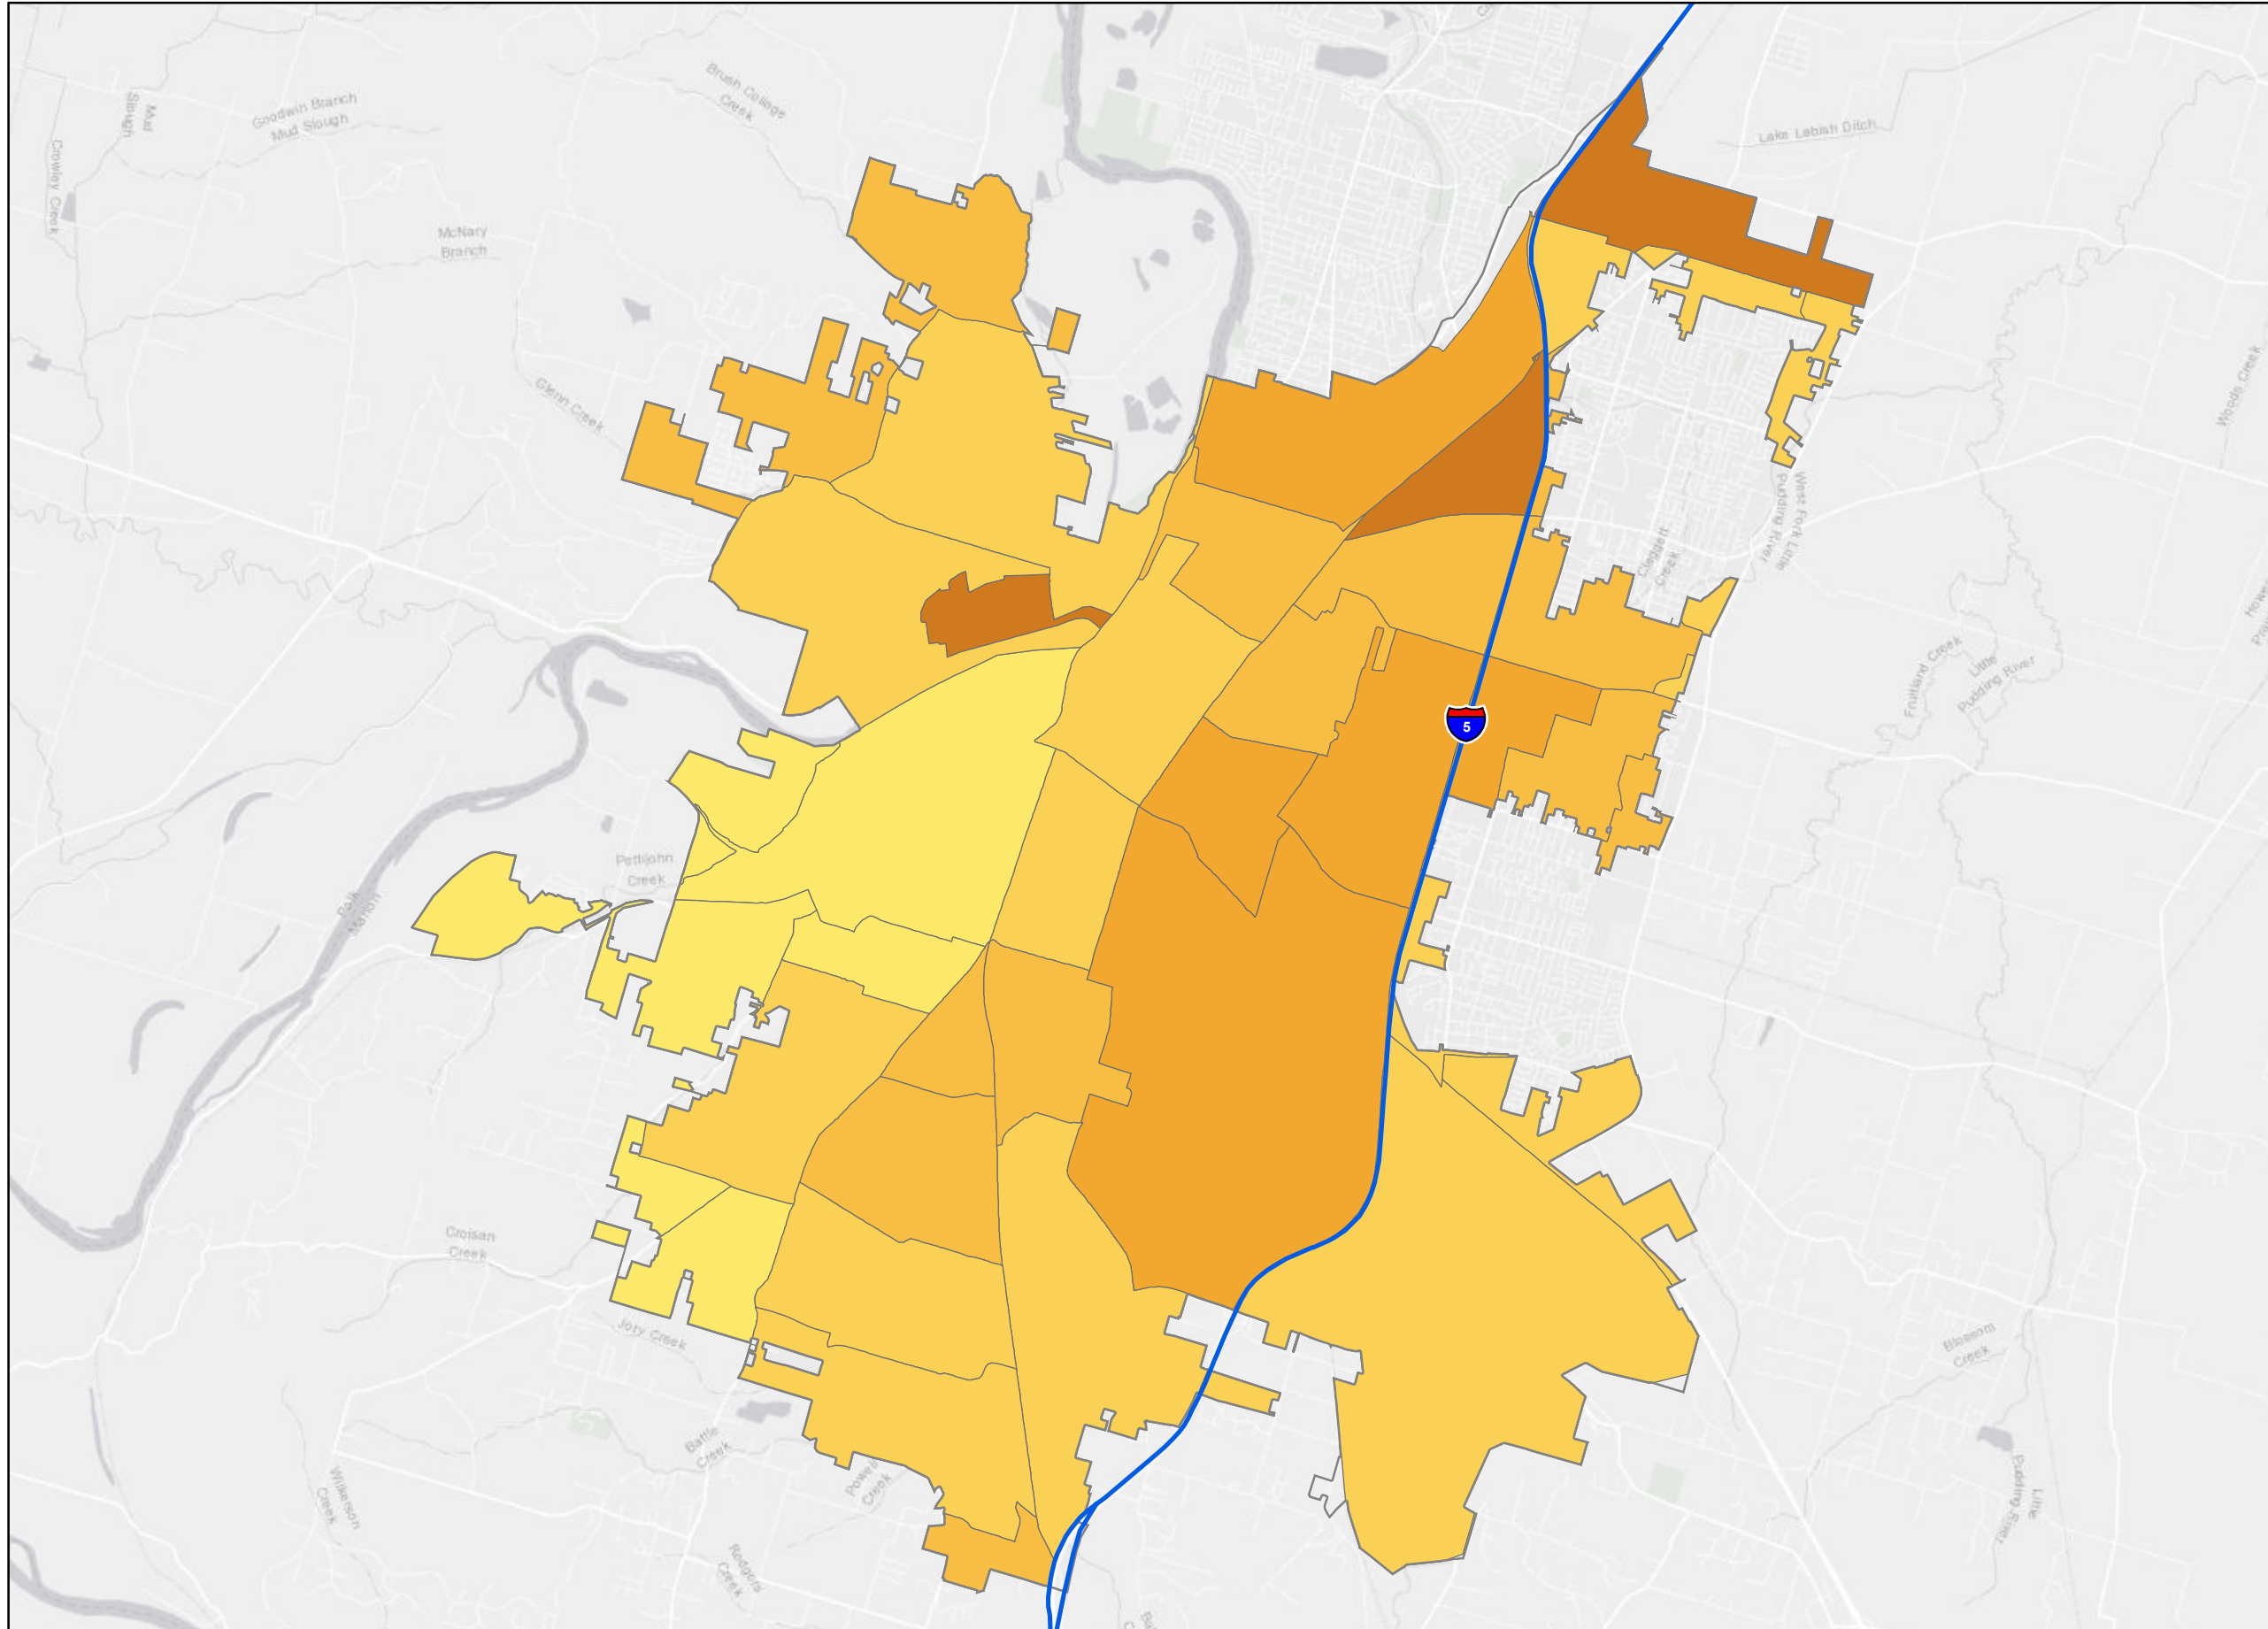 Brush College
Creek
Goodwin Branch
Mud Slough
Mud
Slough
Lake Labish Ditch
Crowley Creek
McNary
Branch
Glenn Creek
Woods Creek
West Fork Little
Pudding River
Claggett
Creek
Fruitland Creek
Little
Pudding River
5
Pettijohn
Creek
Polk
Marion
Croisan
Creek
Jory Creek
Blossom
Creek
Battle
Creek
Powell
Creek
Wilkerson
Creek
Rodgers
Creek
Little
Pudding River